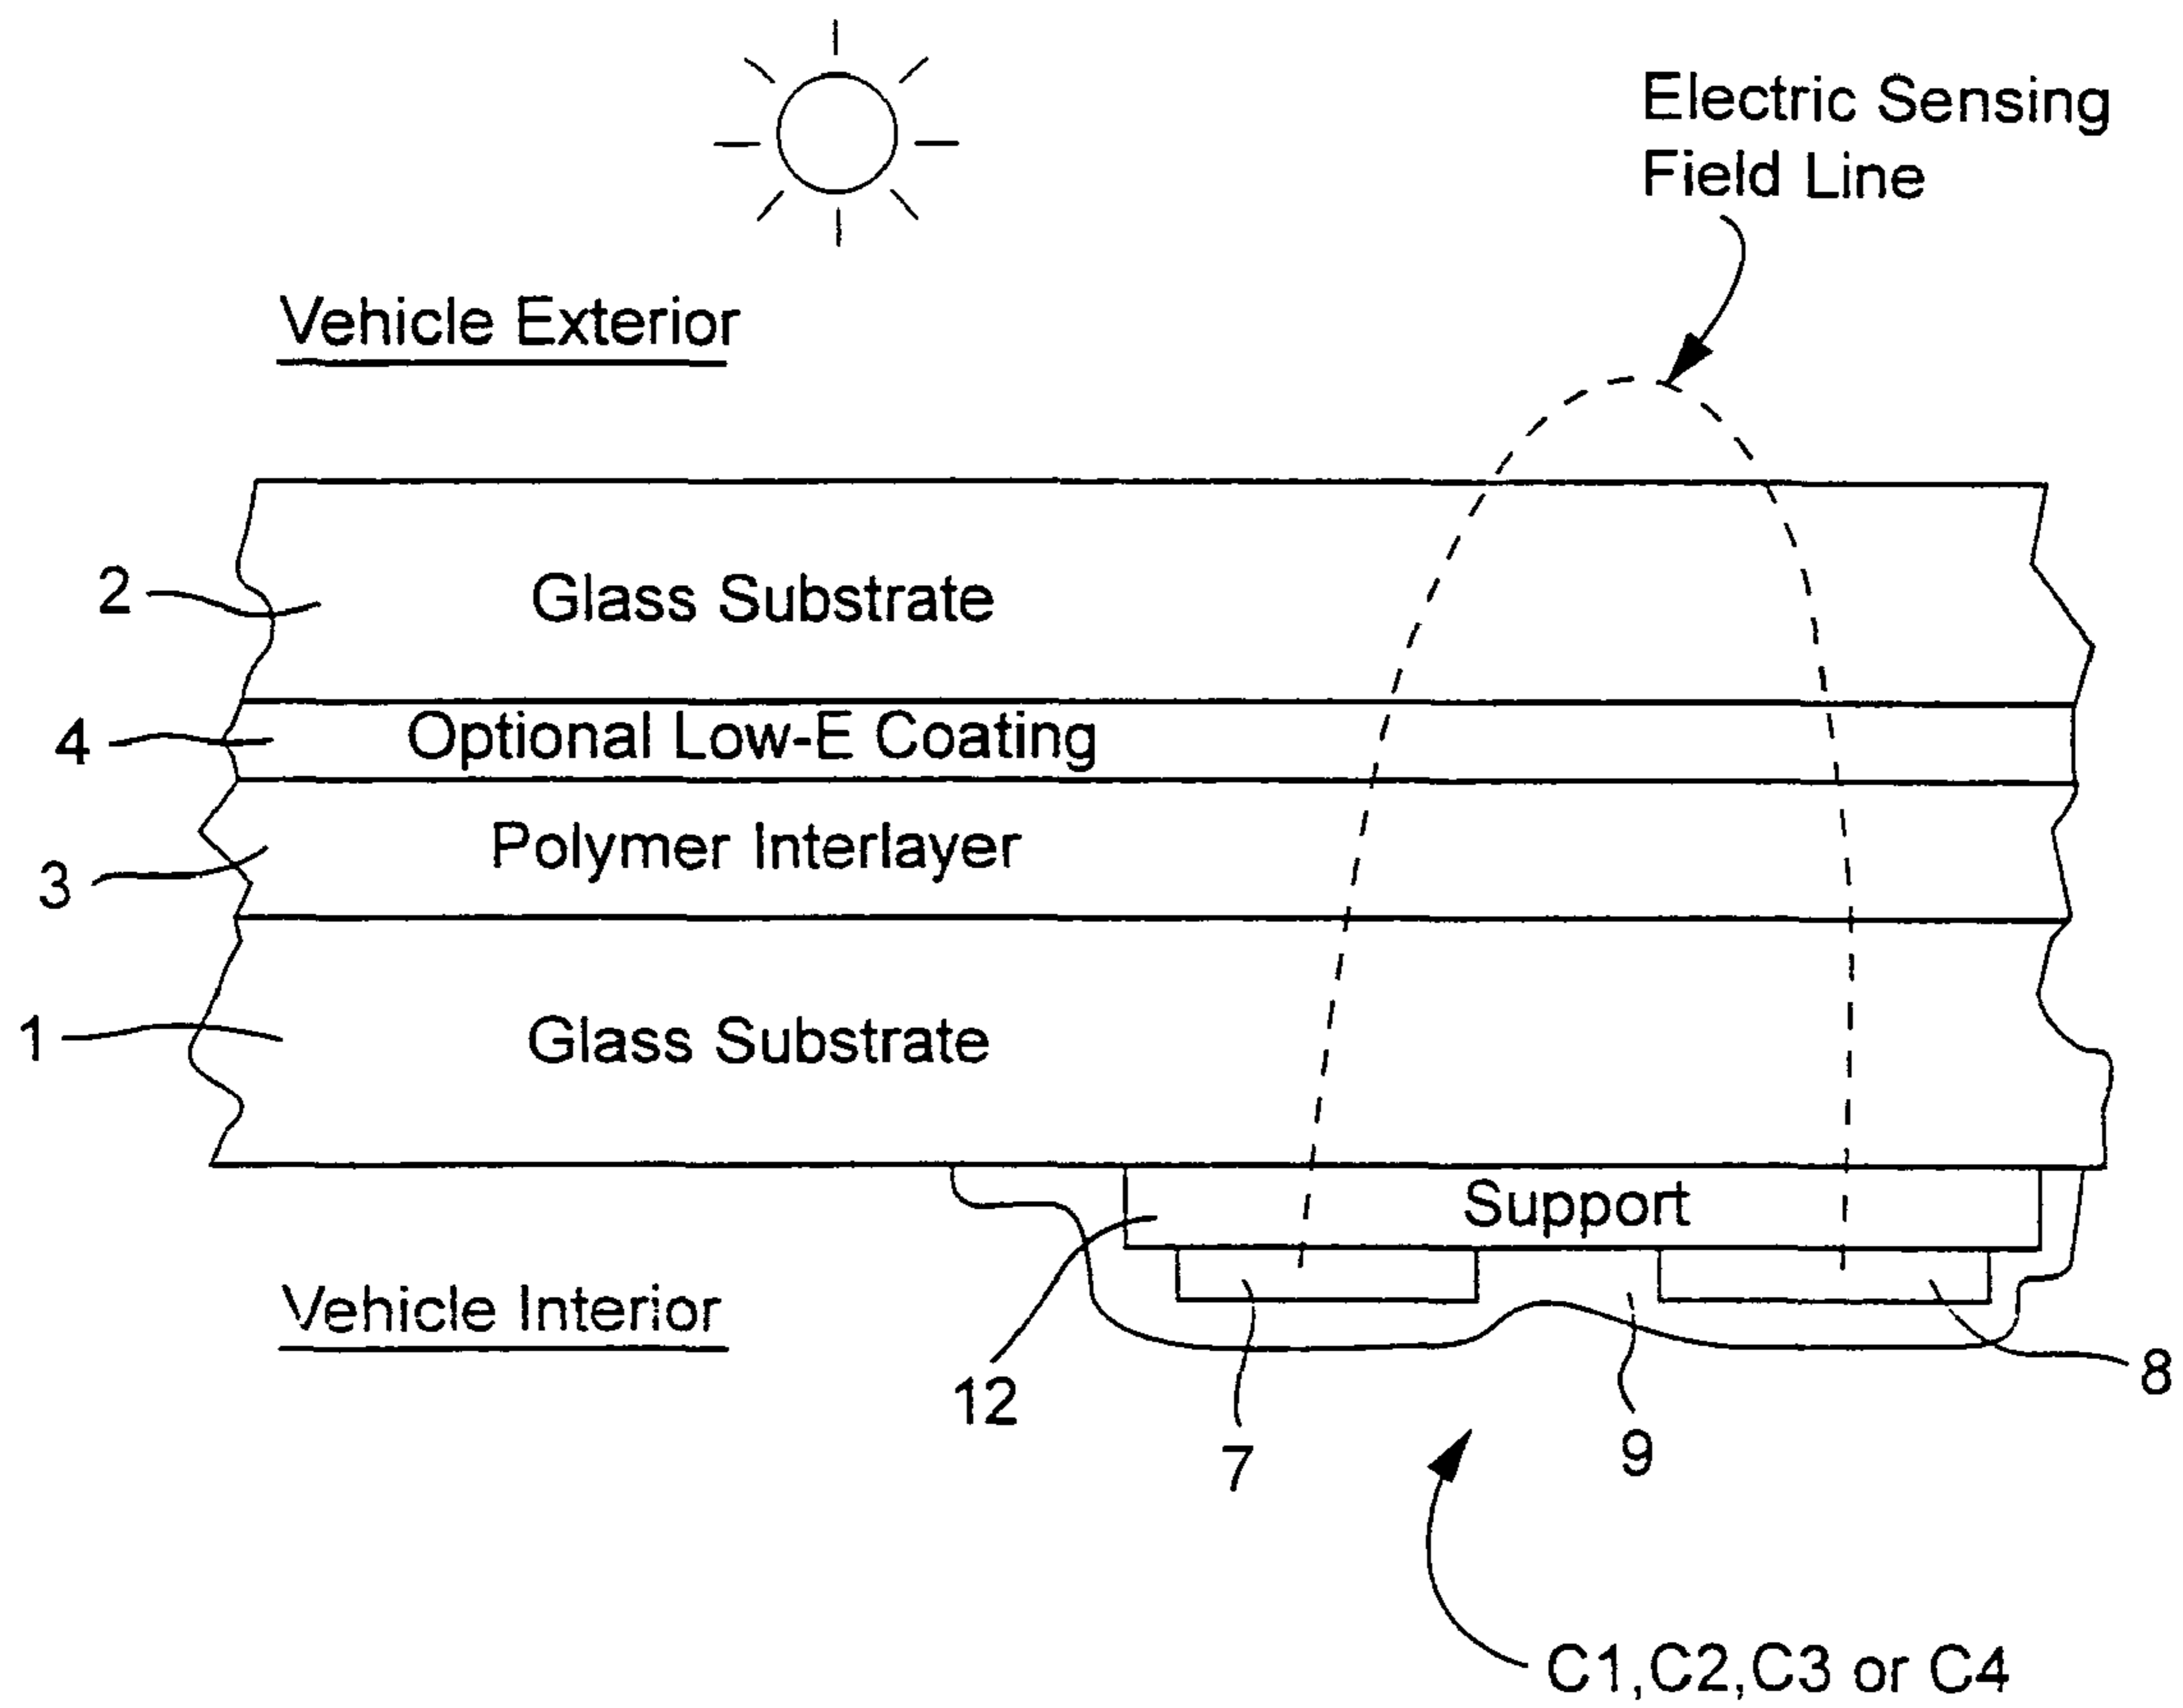 Electric Sensing
Field Line
Vehicle Exterior
2
Glass Substrate
4
Optional Low-E Coating
Polymer Interlayer
3
1
Glass Substrate
Support
Vehicle Interior
12
7
9
8
C1,C2,C3 or C4